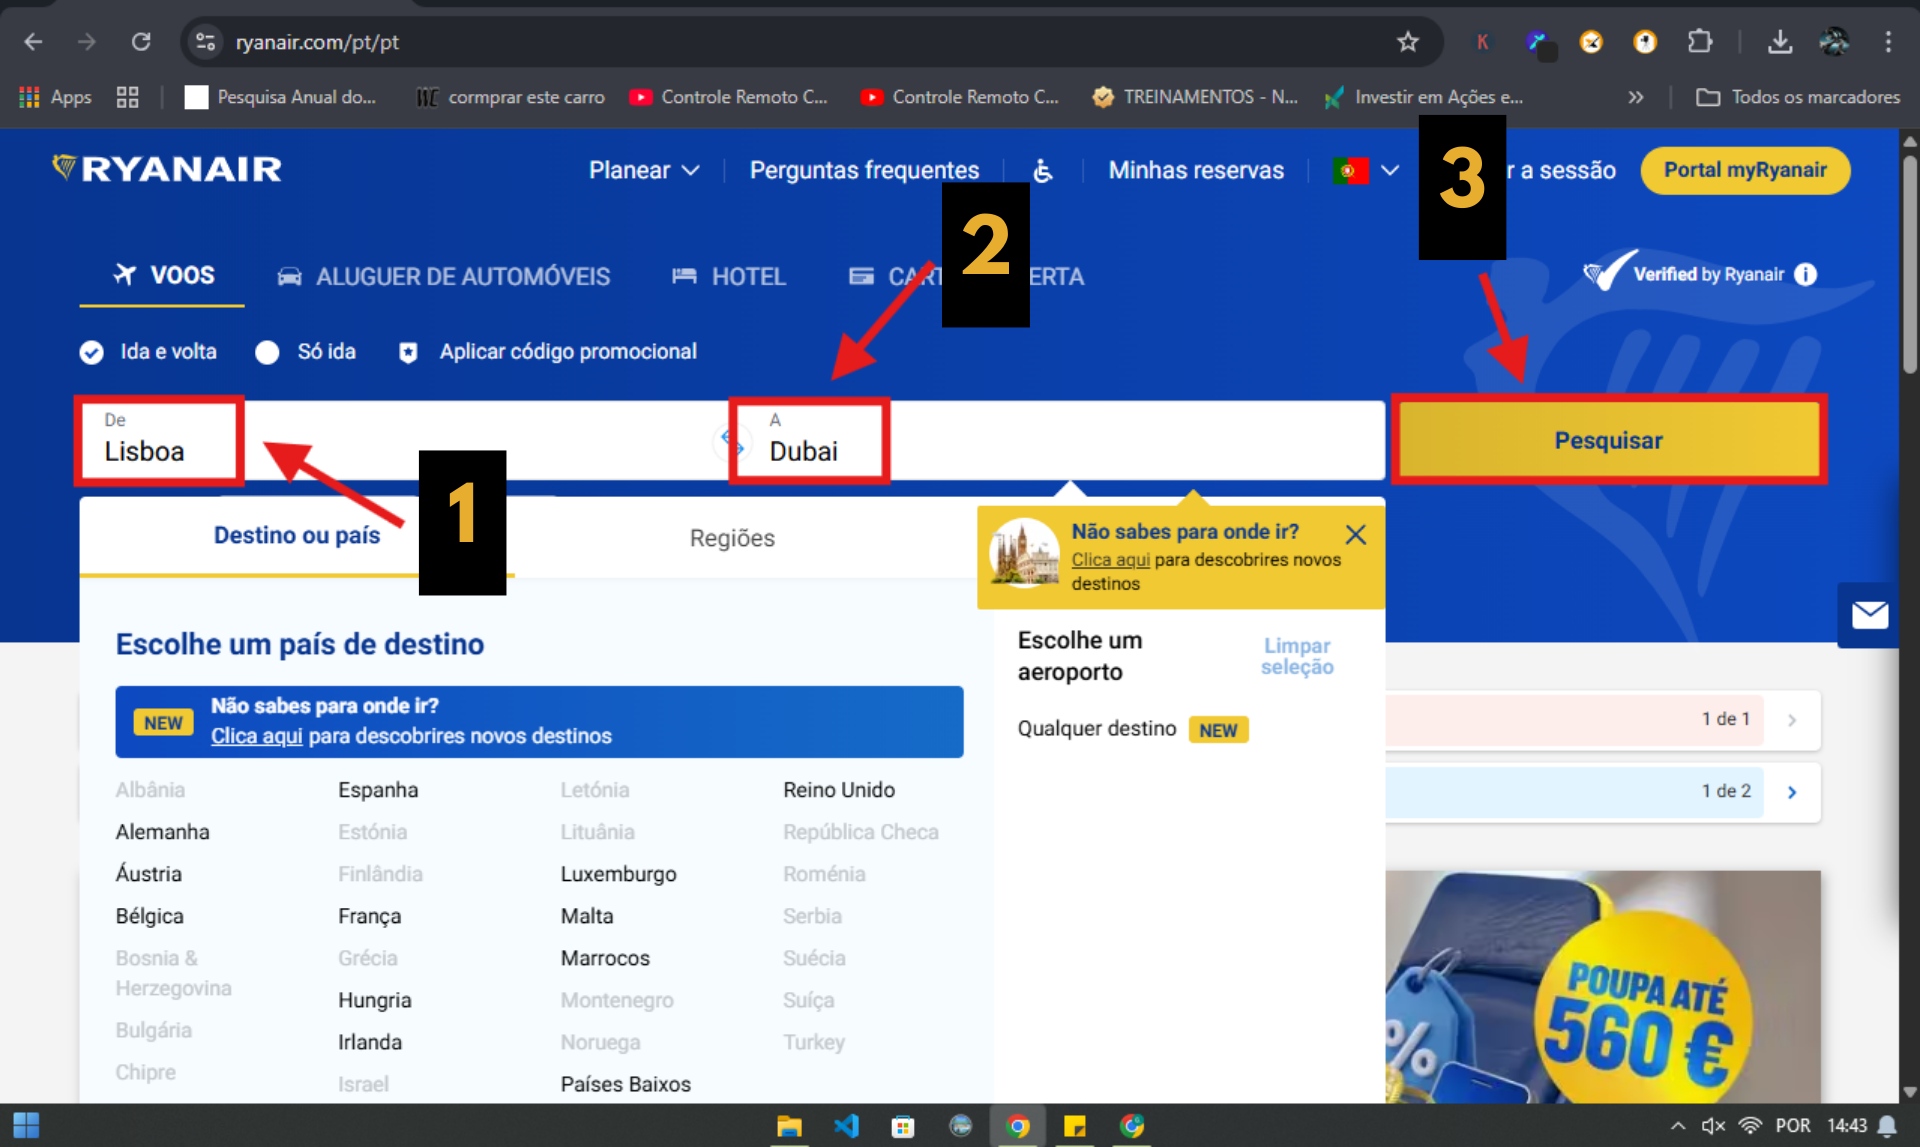 ryanair.com/pt/pt
K
Apps
Pesquisa Anual do...
cormprar este carro
Controle Remoto C...
Controle Remoto C...
TREINAMENTOS - N...
Investir em Ações e...
Todos os marcadores
RYANAIR
Planear
Perguntas frequentes
Minhas reservas
3
r a sessão
Portal myRyanair
VOOS
ALUGUER DE AUTOMÓVEIS
HOTEL
CART
2
ERTA
Verified by Ryanair
Ida e volta
Só ida
Aplicar código promocional
De
Lisboa
A
Dubai
Pesquisar
1
Destino ou país
Regiões
Não sabes para onde ir?
Clica aqui para descobrires novos
destinos
Escolhe um país de destino
NEW
Não sabes para onde ir?
Clica aqui para descobrires novos destinos
Escolhe um
aeroporto
Limpar
seleção
Qualquer destino NEW
1 de 1
1 de 2
Albânia
Alemanha
Áustria
Bélgica
Bosnia &
Herzegovina
Bulgária
Chipre
Espanha
Estónia
Finlândia
França
Grécia
Hungria
Irlanda
Israel
Letónia
Lituânia
Luxemburgo
Malta
Marrocos
Montenegro
Noruega
Países Baixos
Reino Unido
República Checa
Roménia
Serbia
Suécia
Suíça
Turkey
POUPA ATÉ
560 €
%
POR
14:43